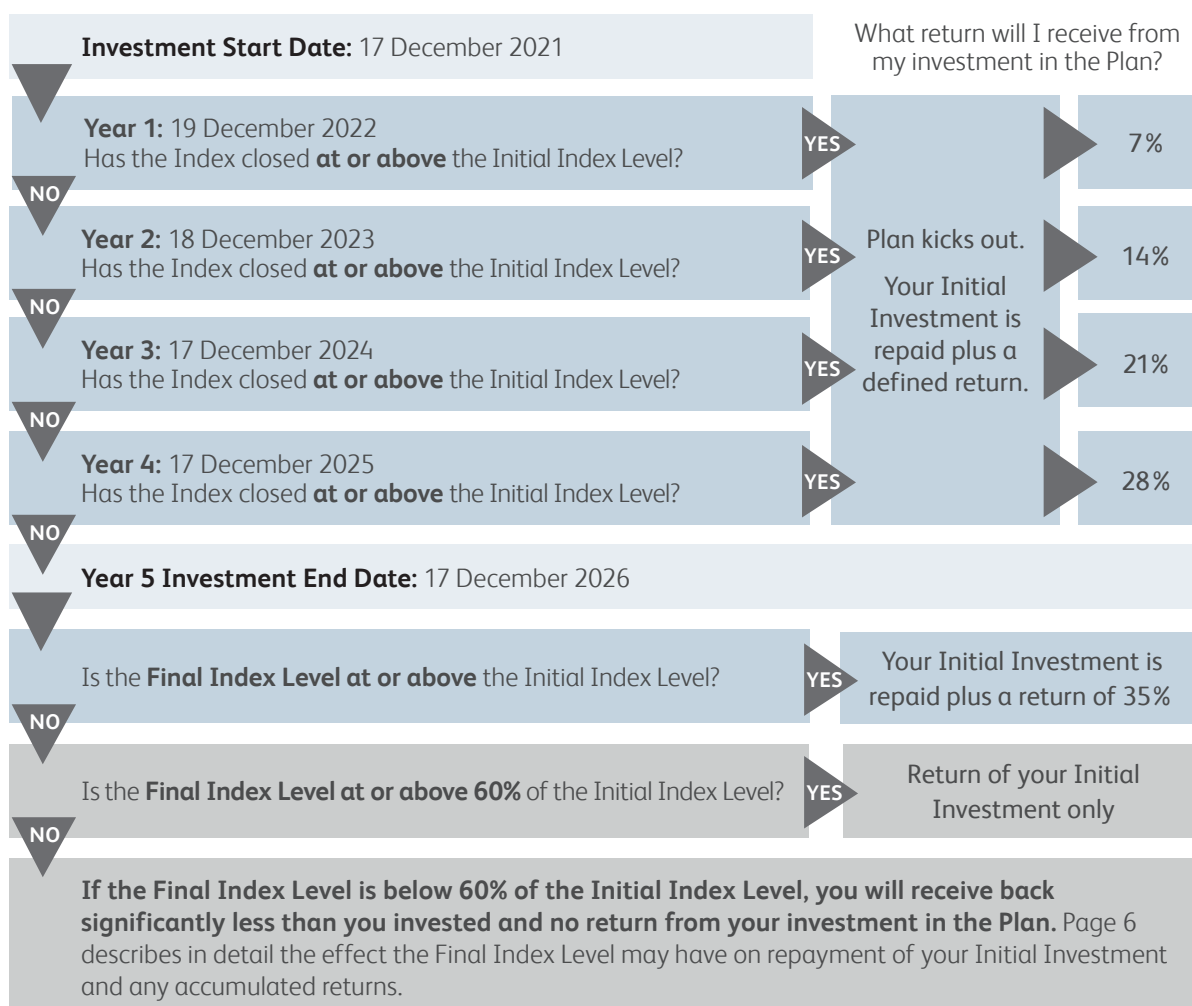 Investment Start Date: 17 December 2021
What return will I receive from
my investment in the Plan?
Year 1: 19 December 2022
Has the Index closed at or above the Initial Index Level?
YES
7%
NO
Year 2: 18 December 2023
Has the Index closed at or above the Initial Index Level?
YES
14%
NO
Year 3: 17 December 2024
Has the Index closed at or above the Initial Index Level?
YES
21%
NO
Year 4: 17 December 2025
Has the Index closed at or above the Initial Index Level?
YES
28%
Plan kicks out.
Your Initial
Investment is
repaid plus a
defined return.
NO
Year 5 Investment End Date: 17 December 2026
Is the Final Index Level at or above the Initial Index Level?
YES
Your Initial Investment is
repaid plus a return of 35%
NO
Is the Final Index Level at or above 60% of the Initial Index Level?
YES
Return of your Initial
Investment only
NO
If the Final Index Level is below 60% of the Initial Index Level, you will receive back
significantly less than you invested and no return from your investment in the Plan. Page 6
describes in detail the effect the Final Index Level may have on repayment of your Initial Investment
and any accumulated returns.